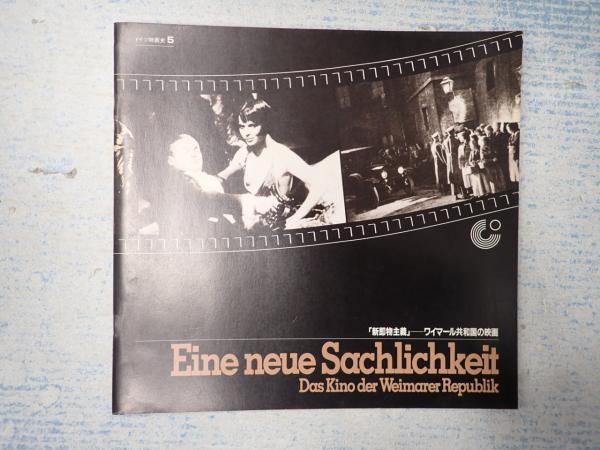 ドイツ映画史 5
「新即物主義」──ワイマール共和国の映画
Eine neue Sachlichkeit
Das Kino der Weimarer Republik